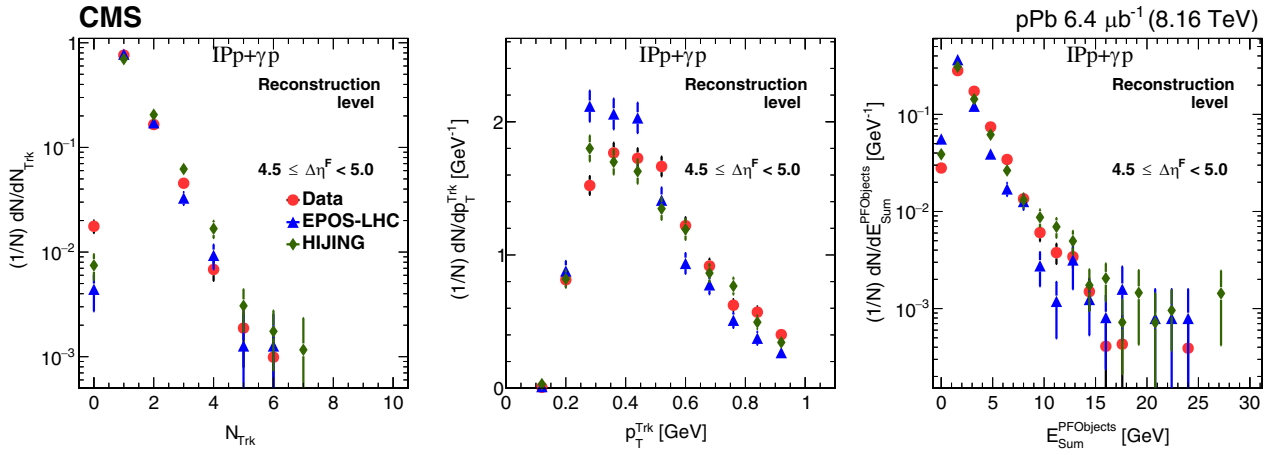 CMS
pPb 6.4 μb⁻¹ (8.16 TeV)
(1/N) dN/dN_Trk
1
10⁻¹
10⁻²
10⁻³
IPp+γp
Reconstruction
level
4.5 ≤ Δη^F < 5.0
Data
EPOS-LHC
HIJING
0 2 4 6 8 10
N_Trk
(1/N) dN/dp_T^Trk [GeV⁻¹]
2
1
0
IPp+γp
Reconstruction
level
4.5 ≤ Δη^F < 5.0
0 0.2 0.4 0.6 0.8 1
p_T^Trk [GeV]
(1/N) dN/dE_Sum^PFObjects [GeV⁻¹]
1
10⁻¹
10⁻²
10⁻³
IPp+γp
Reconstruction
level
4.5 ≤ Δη^F < 5.0
0 5 10 15 20 25 30
E_Sum^PFObjects [GeV]